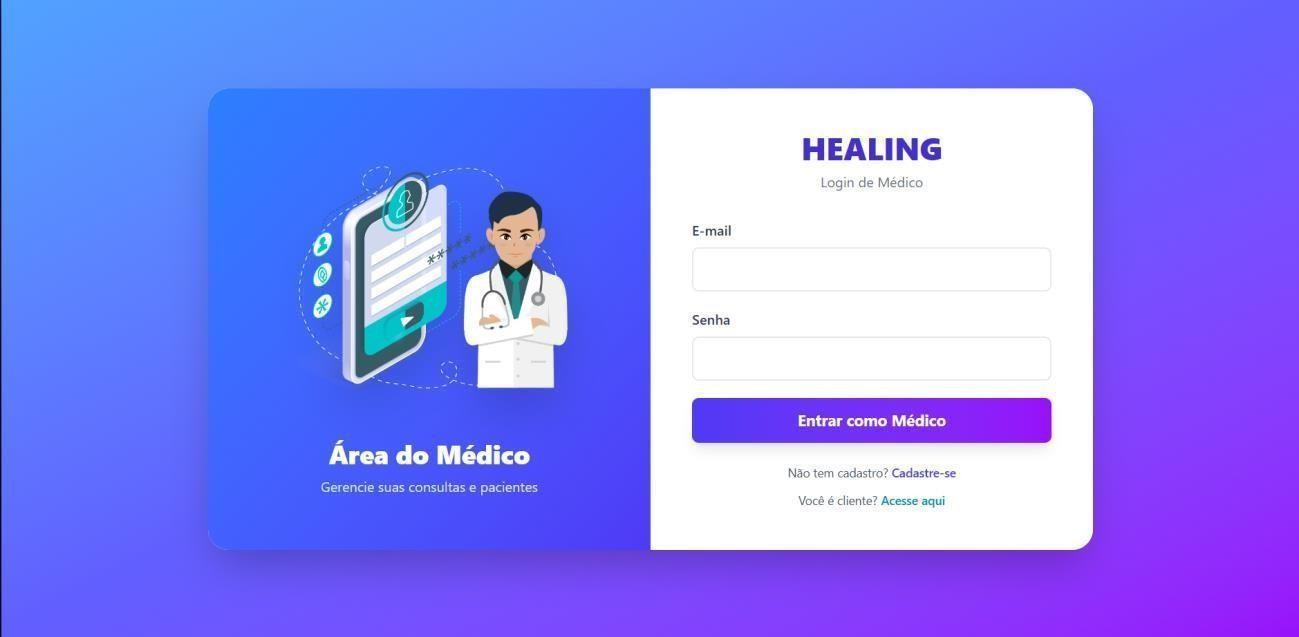 HEALING
Login de Médico
E-mail
Senha
Entrar como Médico
Não tem cadastro? Cadastre-se
Você é cliente? Acesse aqui
Área do Médico
Gerencie suas consultas e pacientes